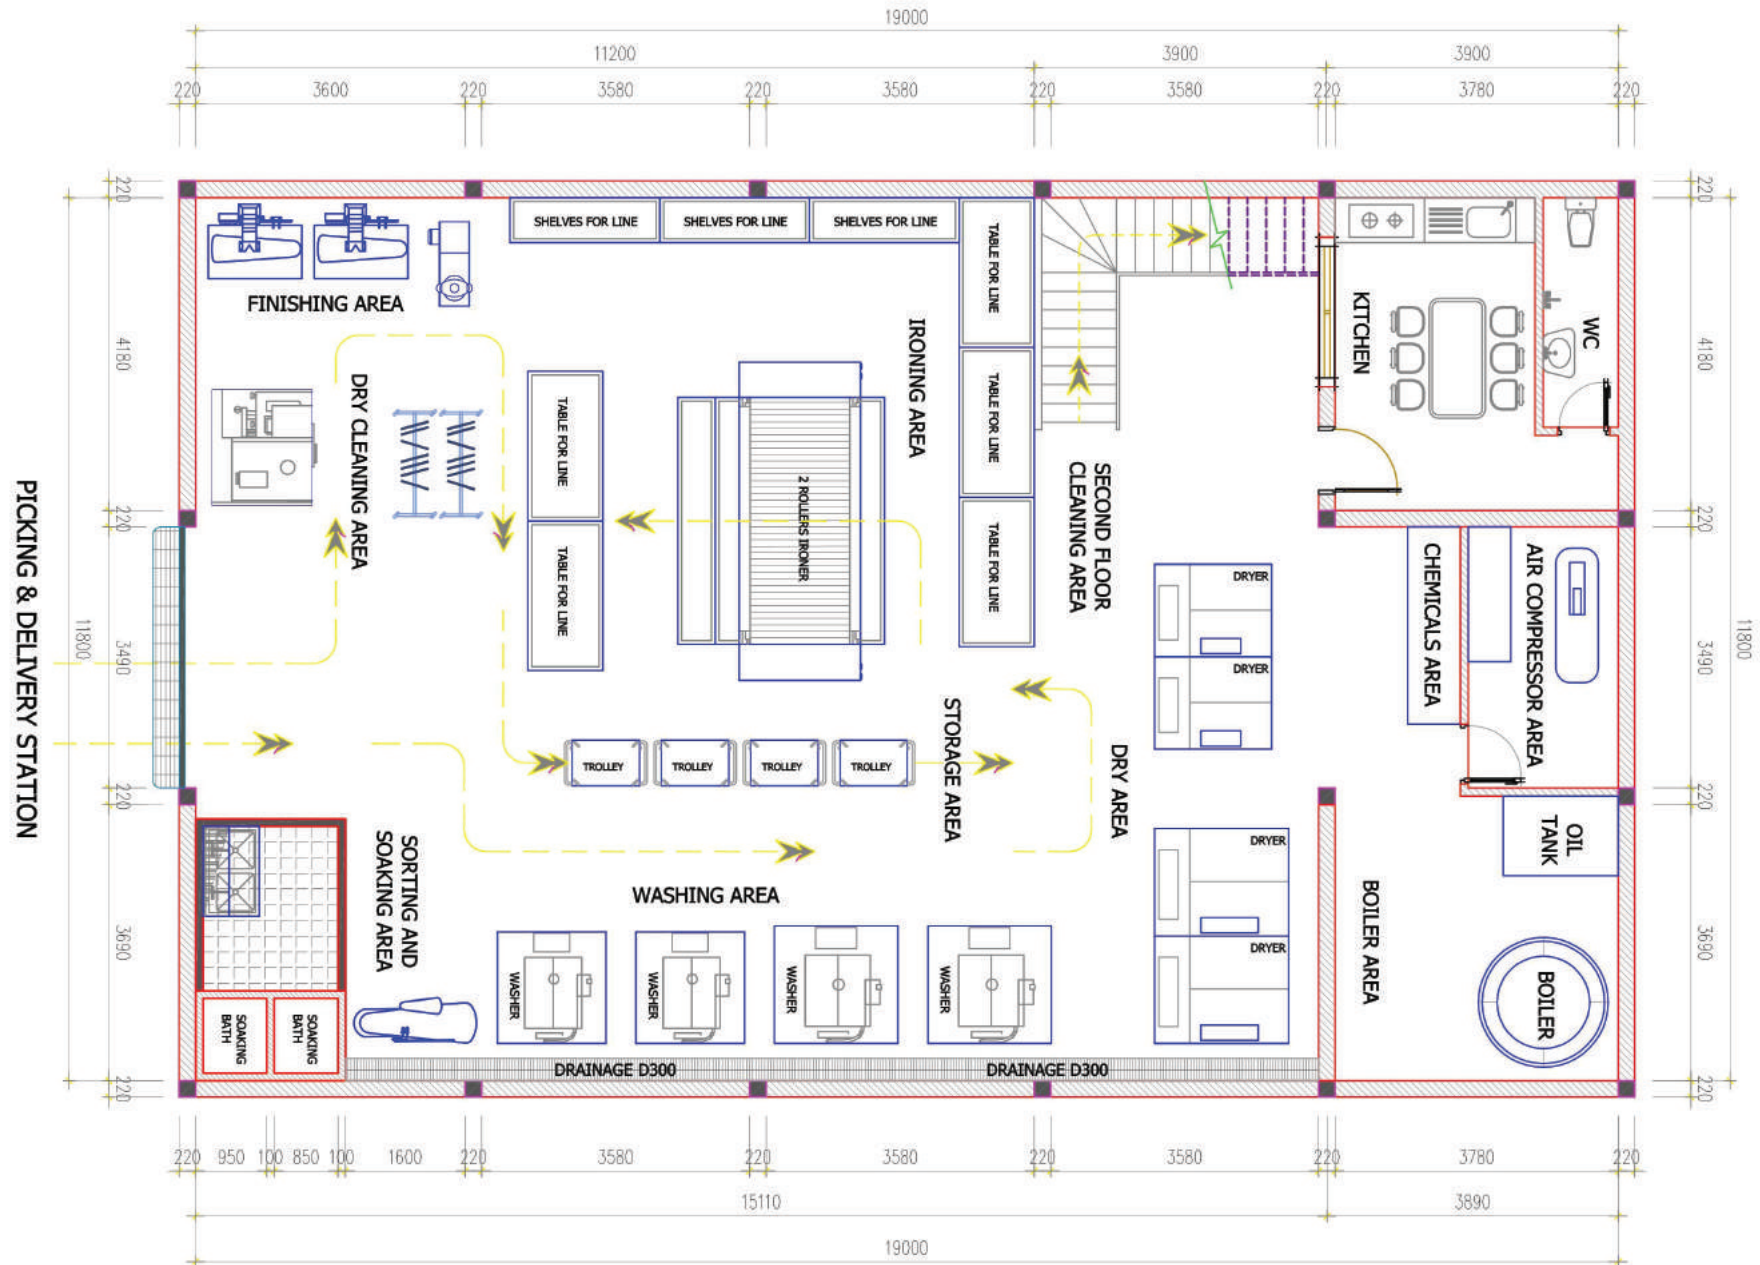 19000
11200
3900
3900
220
3600
220
3580
220
3580
220
3580
220
3780
220
220
4180
220
3490
220
3690
220
11800
220
4180
220
3490
220
3690
220
11800
SHELVES FOR LINE
SHELVES FOR LINE
SHELVES FOR LINE
TABLE FOR LINE
TABLE FOR LINE
TABLE FOR LINE
FINISHING AREA
IRONING AREA
KITCHEN
WC
DRY CLEANING AREA
TABLE FOR LINE
TABLE FOR LINE
2 ROLLERS IRONER
SECOND FLOOR
CLEANING AREA
PICKING & DELIVERY STATION
DRYER
DRYER
CHEMICALS AREA
AIR COMPRESSOR AREA
STORAGE AREA
DRY AREA
TROLLEY
TROLLEY
TROLLEY
TROLLEY
OIL
TANK
SORTING AND
SOAKING AREA
WASHING AREA
DRYER
DRYER
BOILER AREA
BOILER
WASHER
WASHER
WASHER
WASHER
SOAKING
BATH
SOAKING
BATH
DRAINAGE D300
DRAINAGE D300
220
950
100
850
100
1600
220
3580
220
3580
220
3580
220
3780
220
15110
3890
19000